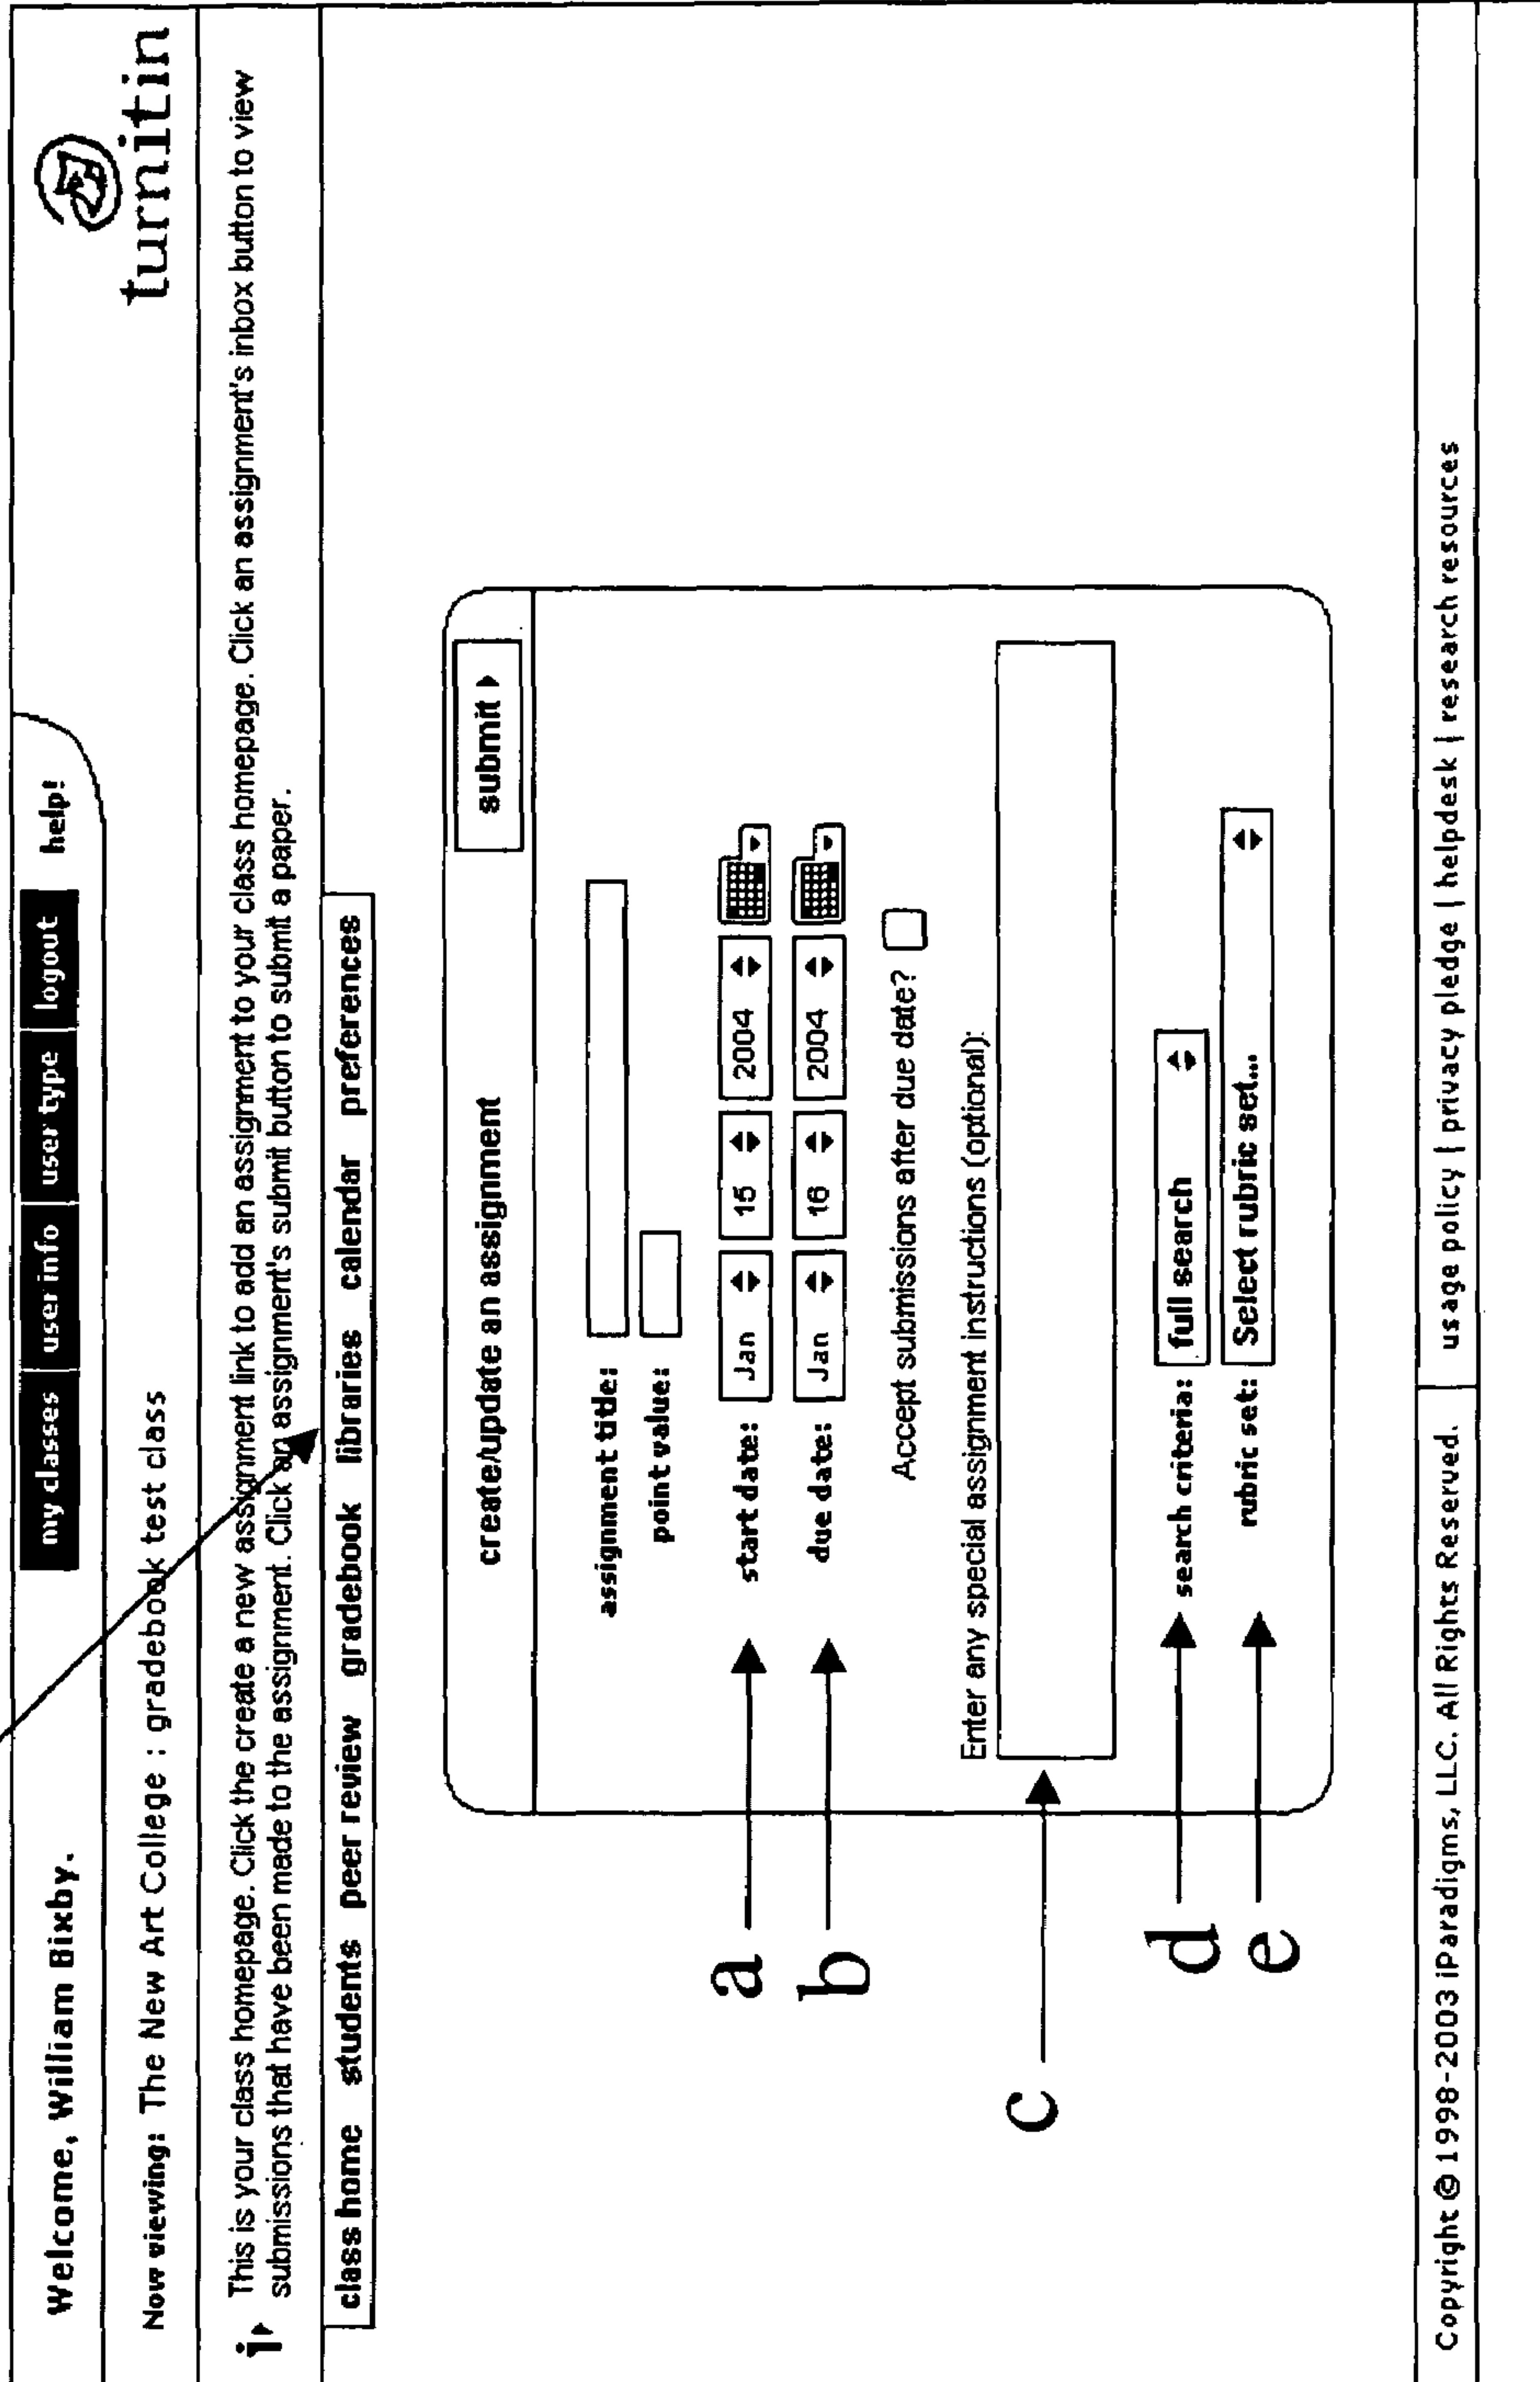 Welcome, William Bixby.
my classes user info user type logout help!
turnitin
Now viewing: The New Art College : gradebook test class
i This is your class homepage. Click the create a new assignment link to add an assignment to your class homepage. Click an assignment's inbox button to view
submissions that have been made to the assignment. Click an assignment's submit button to submit a paper.
class home students peer review gradebook libraries calendar preferences
create/update an assignment submit
assignment title:
point value:
a start date: Jan 15 2004
b due date: Jan 16 2004
Accept submissions after due date?
Enter any special assignment instructions (optional):
c
d search criteria: full search
e rubric set: Select rubric set...
Copyright © 1998-2003 iParadigms, LLC. All Rights Reserved. usage policy | privacy pledge | helpdesk | research resources